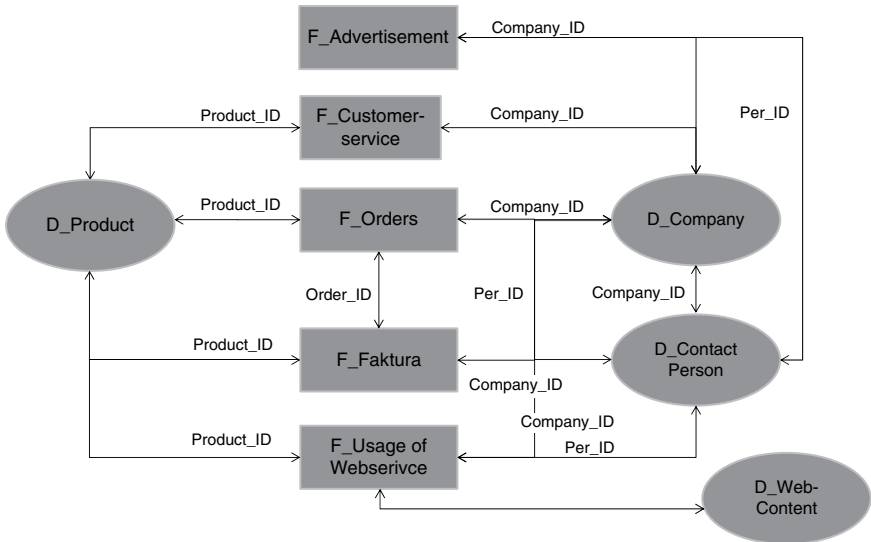 Company_ID
F_Advertisement
Per_ID
Product_ID
F_Customer-
service
Company_ID
D_Product
Product_ID
F_Orders
Company_ID
D_Company
Order_ID
Per_ID
Company_ID
Product_ID
F_Faktura
D_Contact
Person
Company_ID
Company_ID
Product_ID
F_Usage of
Webserivce
Per_ID
D_Web-
Content